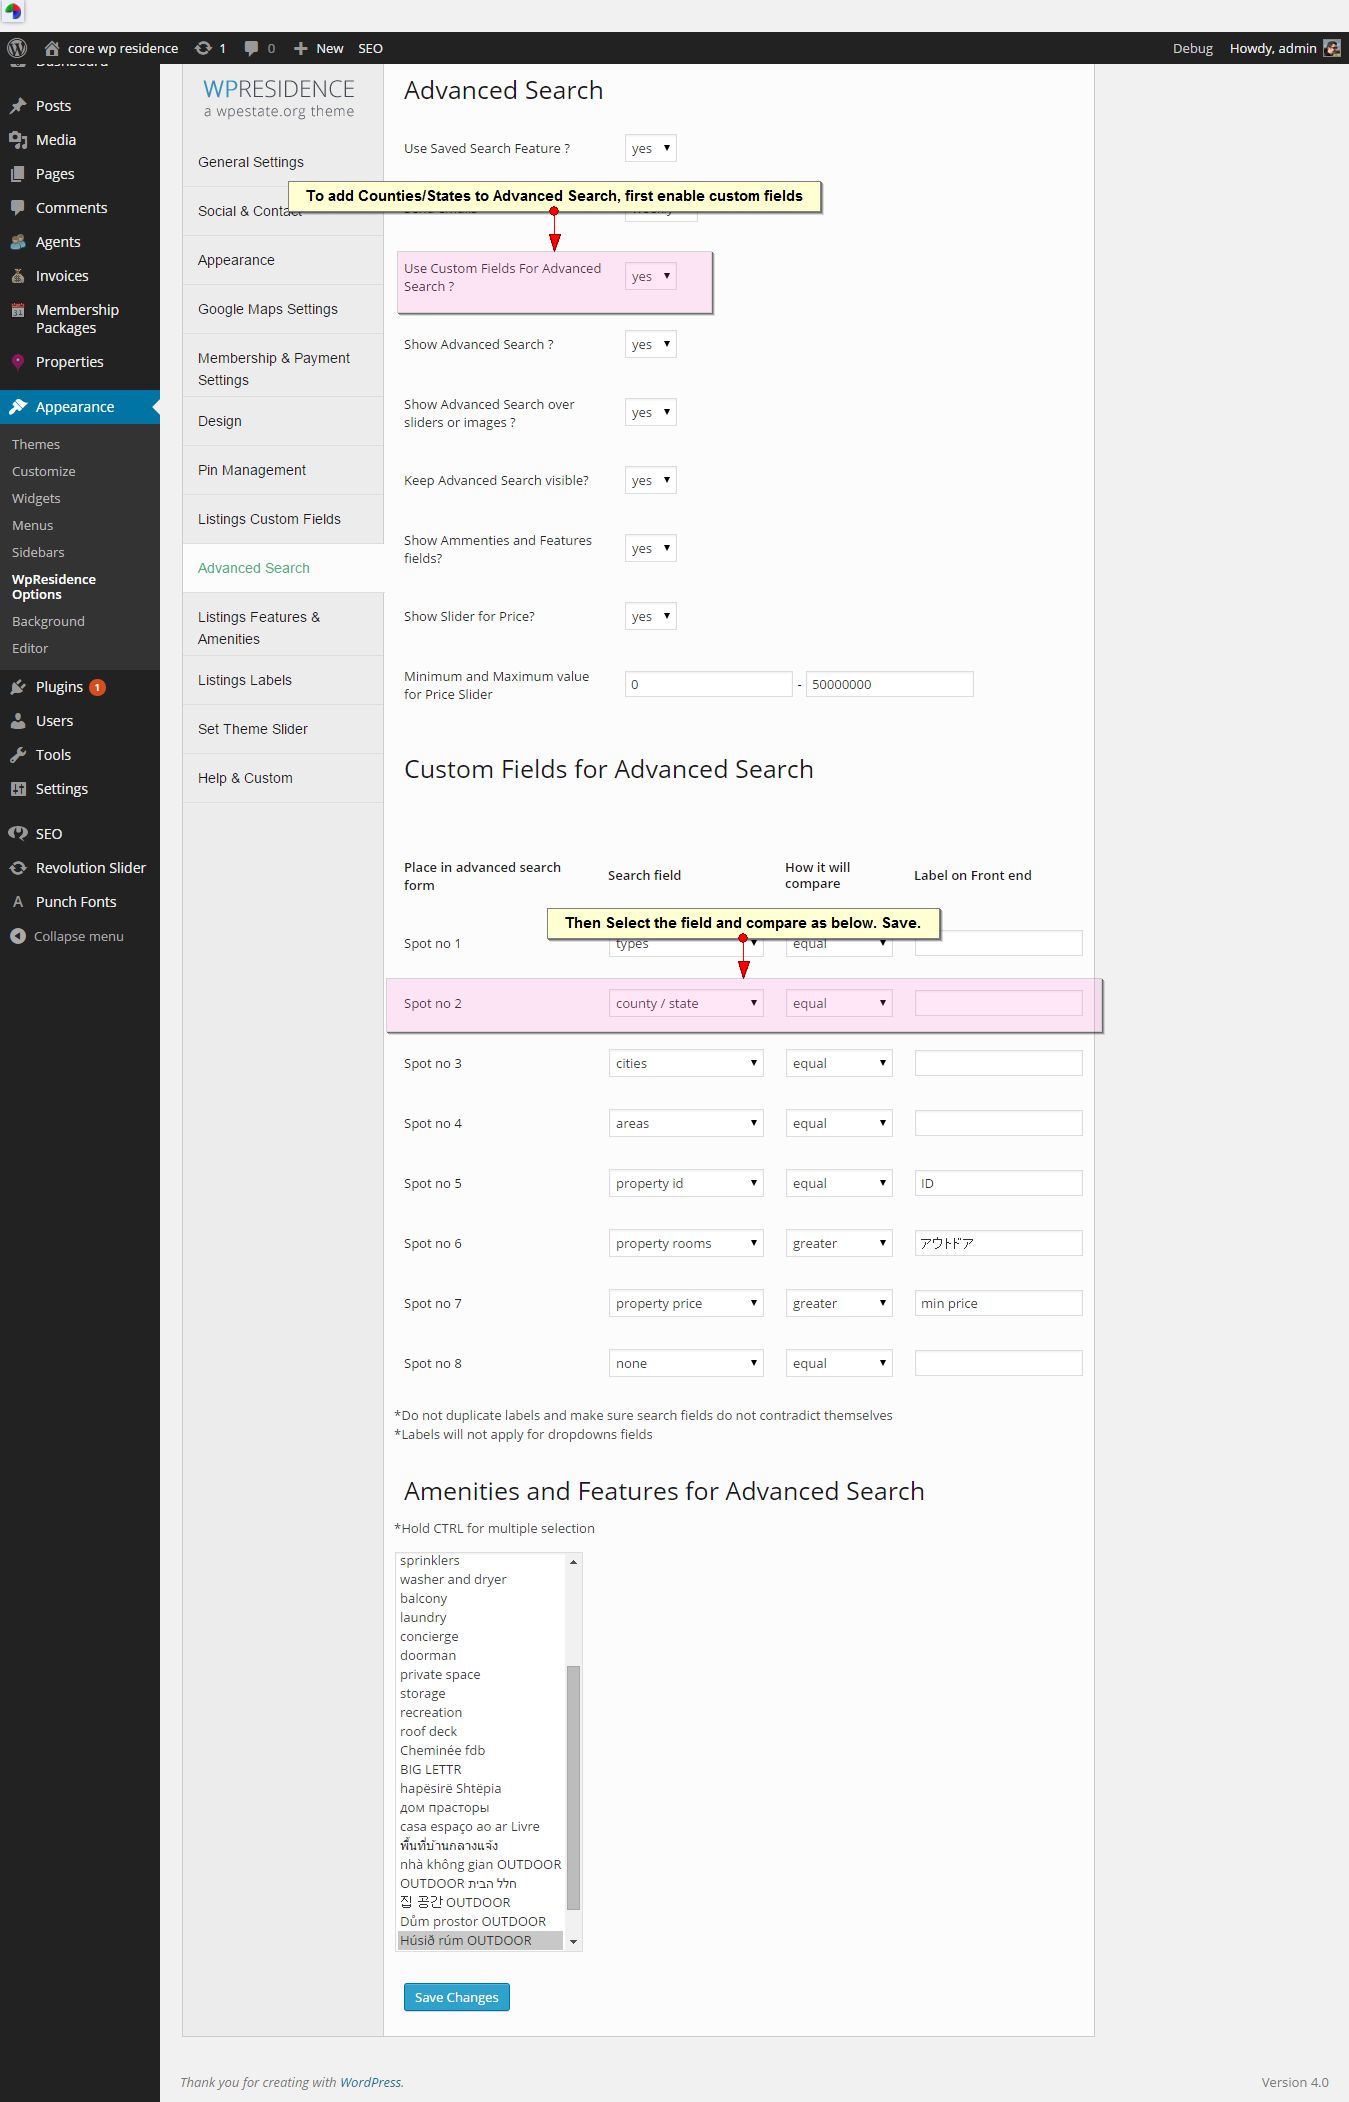 core wp residence 1 0 New SEO Debug Howdy, admin
Dashboard
Posts
Media
Pages
Comments
Agents
Invoices
Membership
Packages
Properties
Appearance
Themes
Customize
Widgets
Menus
Sidebars
WpResidence
Options
Background
Editor
Plugins 1
Users
Tools
Settings
SEO
Revolution Slider
Punch Fonts
Collapse menu
WPRESIDENCE
a wpestate.org theme
General Settings
Social & Contact
Appearance
Google Maps Settings
Membership & Payment
Settings
Design
Pin Management
Listings Custom Fields
Advanced Search
Listings Features &
Amenities
Listings Labels
Set Theme Slider
Help & Custom
Advanced Search
Use Saved Search Feature ? yes
To add Counties/States to Advanced Search, first enable custom fields
Use Custom Fields For Advanced
Search ? yes
Show Advanced Search ? yes
Show Advanced Search over
sliders or images ? yes
Keep Advanced Search visible? yes
Show Ammenties and Features
fields? yes
Show Slider for Price? yes
Minimum and Maximum value
for Price Slider 0 - 50000000
Custom Fields for Advanced Search
Place in advanced search
form
Search field
How it will
compare
Label on Front end
Then Select the field and compare as below. Save.
Spot no 1 types equal
Spot no 2 county / state equal
Spot no 3 cities equal
Spot no 4 areas equal
Spot no 5 property id equal ID
Spot no 6 property rooms greater アウトドア
Spot no 7 property price greater min price
Spot no 8 none equal
*Do not duplicate labels and make sure search fields do not contradict themselves
*Labels will not apply for dropdowns fields
Amenities and Features for Advanced Search
*Hold CTRL for multiple selection
sprinklers
washer and dryer
balcony
laundry
concierge
doorman
private space
storage
recreation
roof deck
Cheminée fdb
BIG LETTR
hapësirë Shtëpia
дом прасторы
casa espaço ao ar Livre
พื้นที่บ้านกลางแจ้ง
nhà không gian OUTDOOR
OUTDOOR חלל הבית
집 공간 OUTDOOR
Dům prostor OUTDOOR
Húsið rúm OUTDOOR
Save Changes
Thank you for creating with WordPress.
Version 4.0